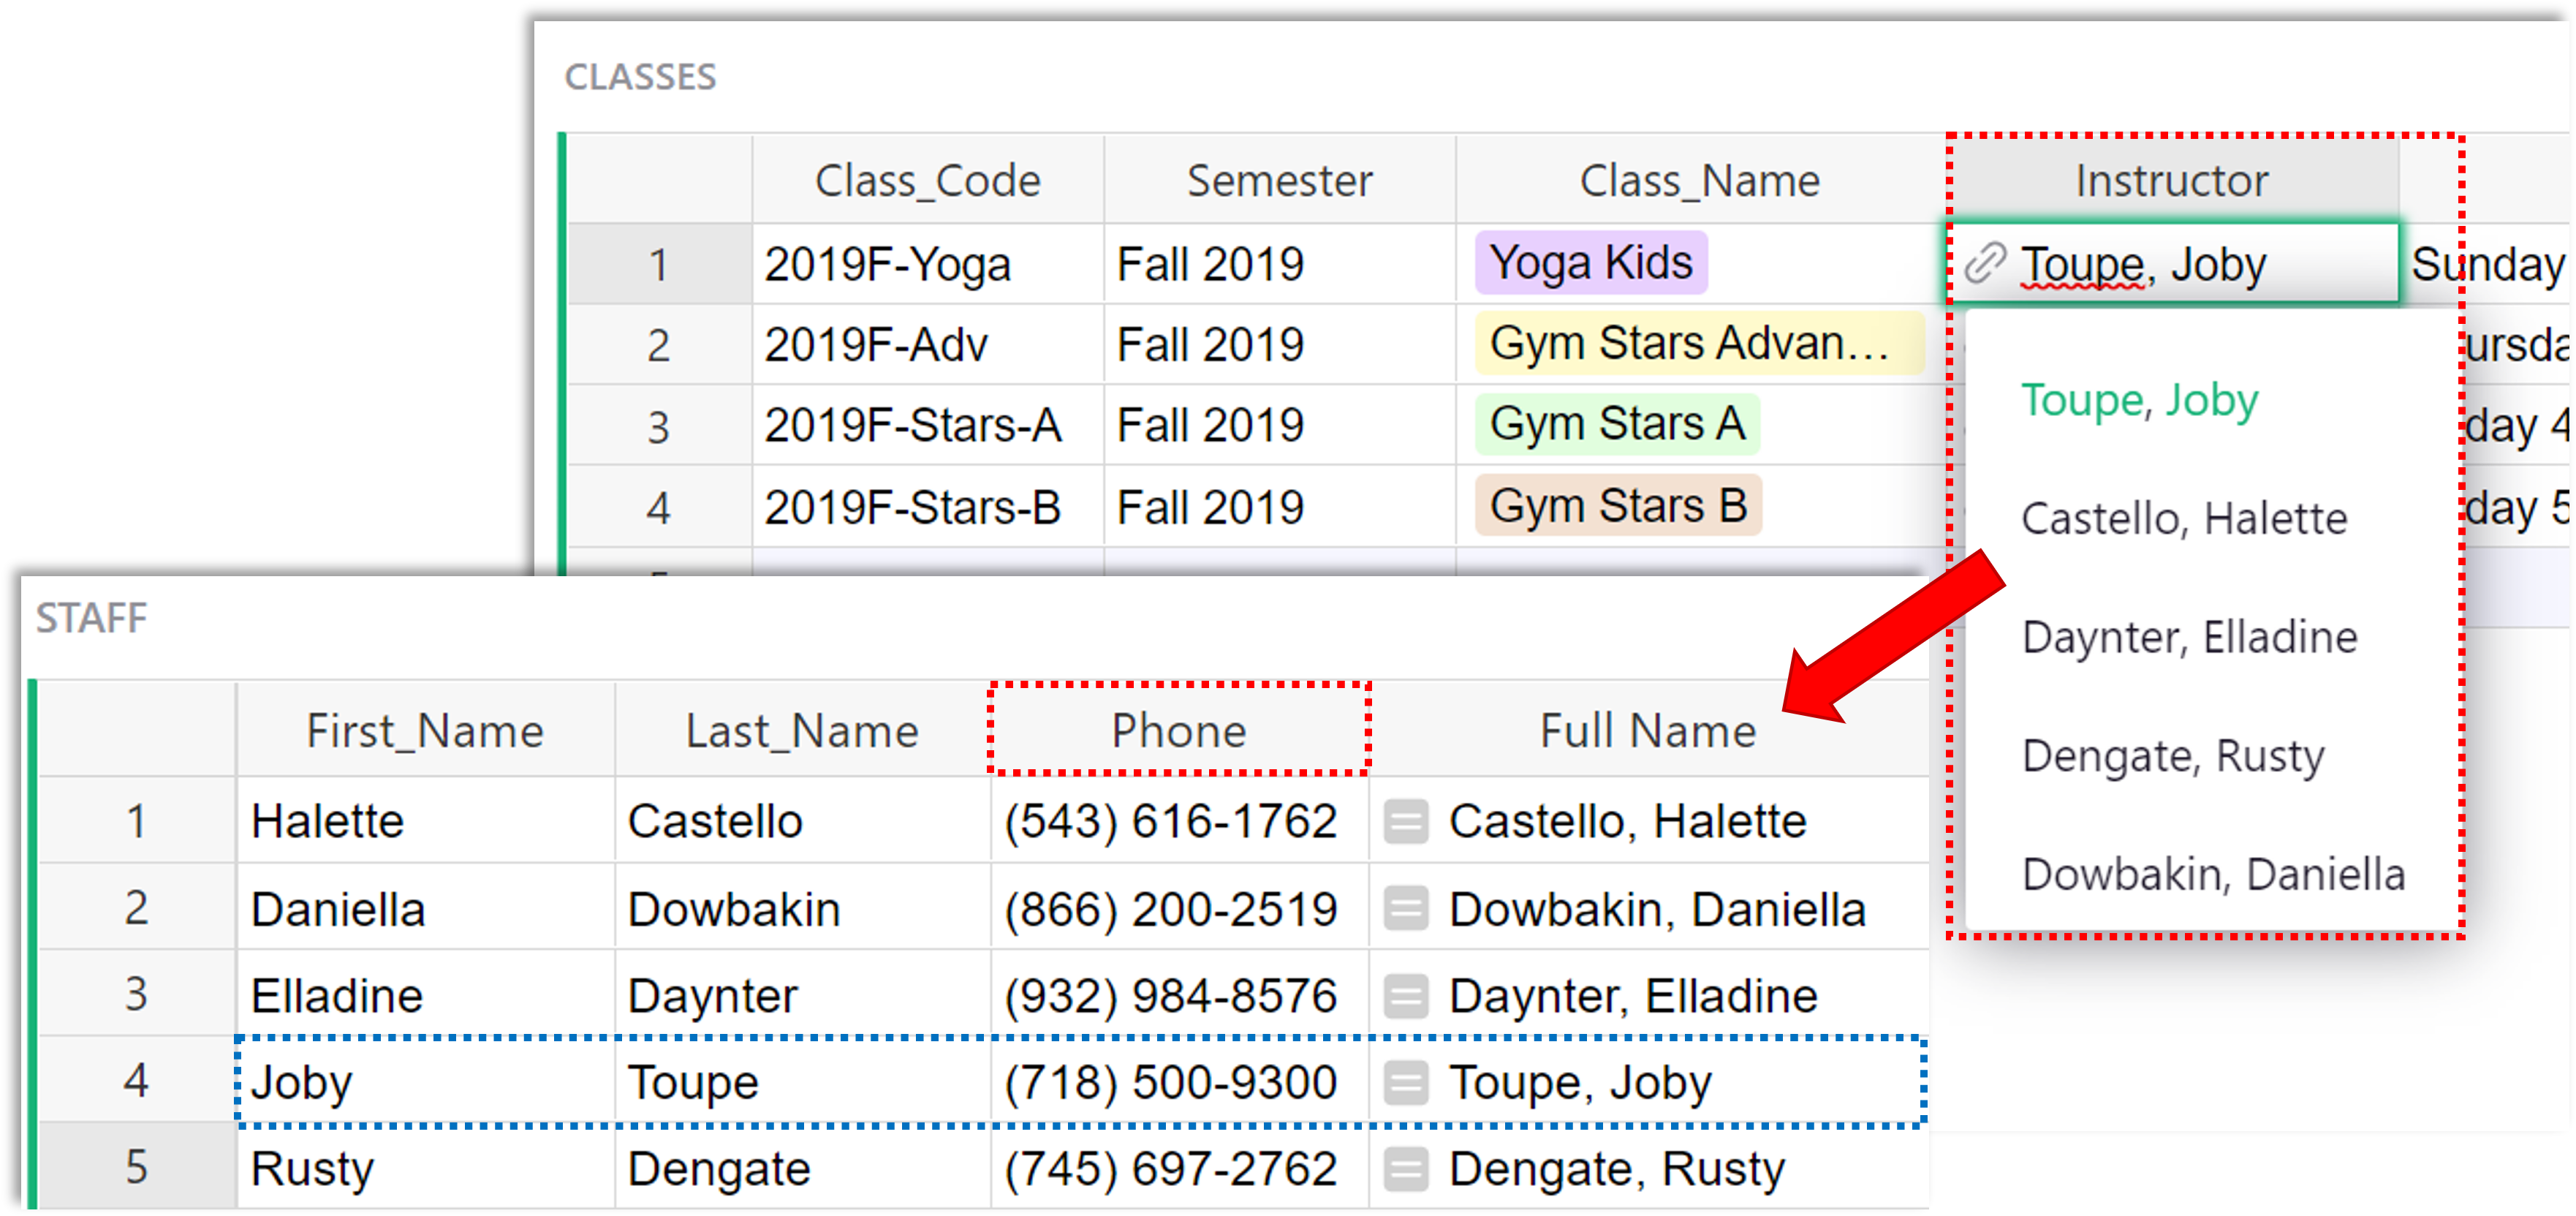 CLASSES
Class_Code Semester Class_Name Instructor
1 2019F-Yoga Fall 2019 Yoga Kids Toupe, Joby Sunday
2 2019F-Adv Fall 2019 Gym Stars Advan… ursda
3 2019F-Stars-A Fall 2019 Gym Stars A day 4
4 2019F-Stars-B Fall 2019 Gym Stars B day 5
Toupe, Joby
Castello, Halette
Daynter, Elladine
Dengate, Rusty
Dowbakin, Daniella
STAFF
First_Name Last_Name Phone Full Name
1 Halette Castello (543) 616-1762 Castello, Halette
2 Daniella Dowbakin (866) 200-2519 Dowbakin, Daniella
3 Elladine Daynter (932) 984-8576 Daynter, Elladine
4 Joby Toupe (718) 500-9300 Toupe, Joby
5 Rusty Dengate (745) 697-2762 Dengate, Rusty